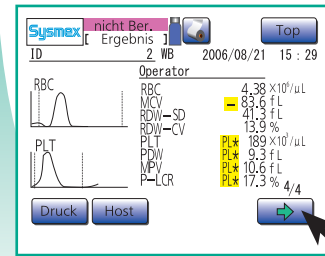 Sysmex nicht Ber. Top
[ Ergebnis ]
ID 2 WB 2006/08/21 15 : 29
Operator
RBC
RBC 4.38 ×10⁶/uL
MCV − 83.6 fL
RDW−SD 41.3 fL
RDW−CV 13.9 %
PLT
PLT PL* 189 ×10³/uL
PDW PL* 9.3 fL
MPV PL* 10.6 fL
P−LCR PL* 17.3 %
4/4
Druck Host